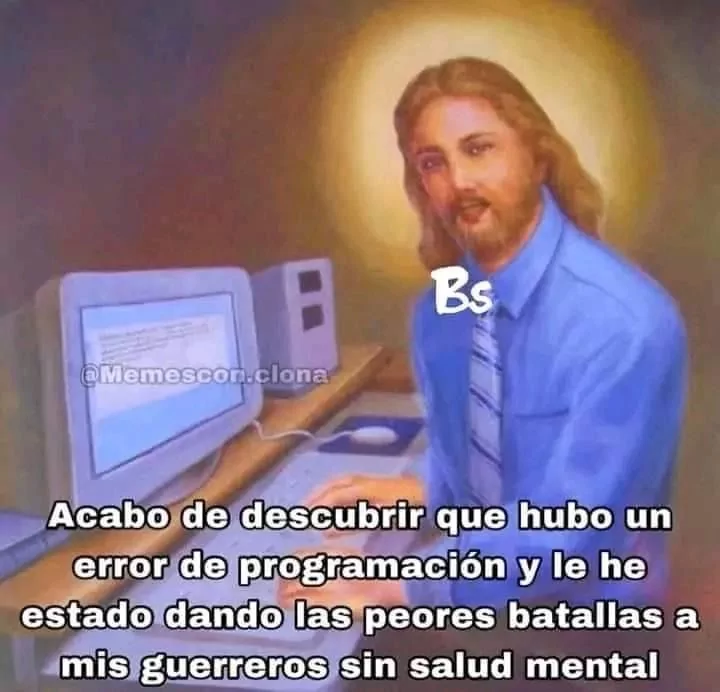 Bs
@Memescon.clona
Acabo de descubrir que hubo un
error de programación y le he
estado dando las peores batallas a
mis guerreros sin salud mental